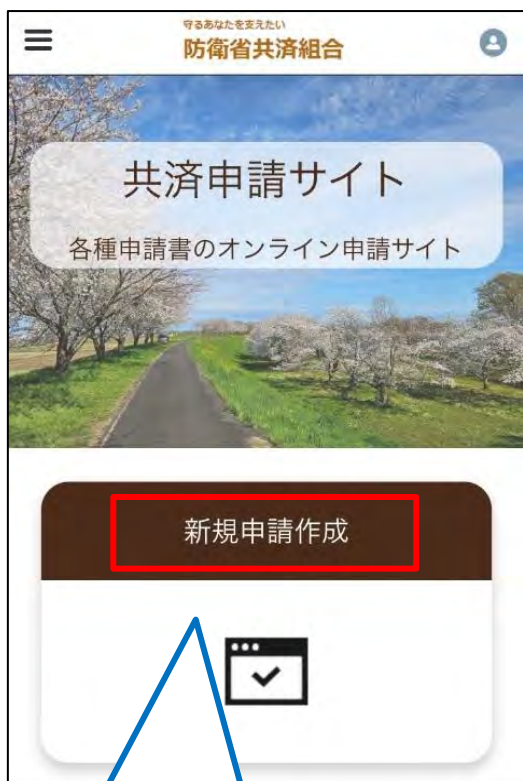 守るあなたを支えたい
防衛省共済組合
共済申請サイト
各種申請書のオンライン申請サイト
新規申請作成